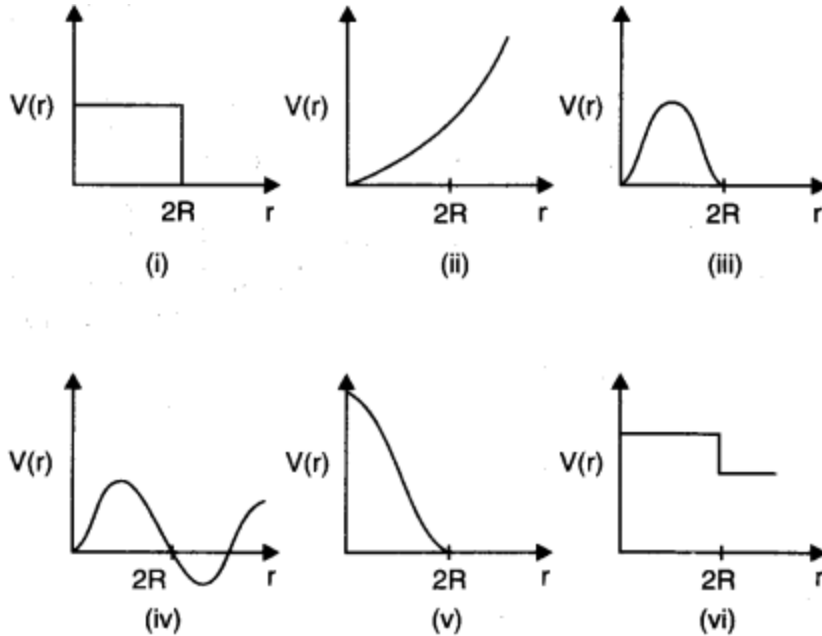 V(r) 2R r
(i)
V(r) 2R r
(ii)
V(r) 2R r
(iii)
V(r) 2R r
(iv)
V(r) 2R r
(v)
V(r) 2R r
(vi)